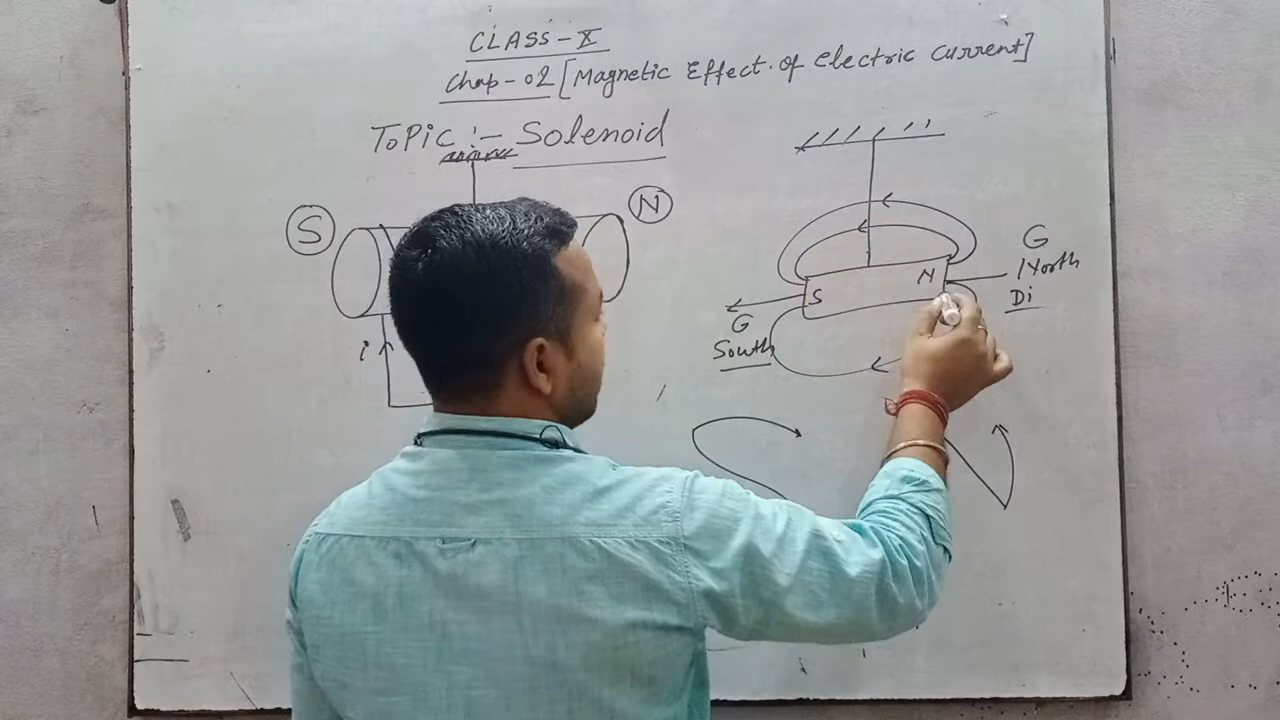 CLASS-X
Chap-02 [Magnetic Effect.of electric current]
TOPIC :- Solenoid
S
N
i
S
N
G
South
G
North
Di